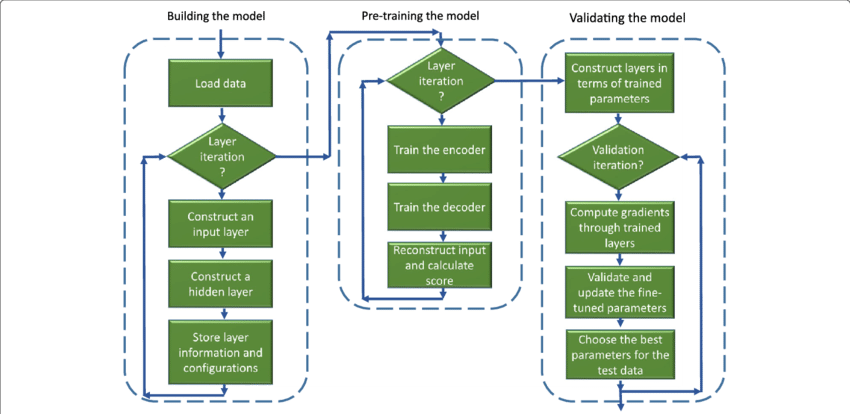 Building the model
Load data
Layer
iteration
?
Construct an
input layer
Construct a
hidden layer
Store layer
information and
configurations
Pre-training the model
Layer
iteration
?
Train the encoder
Train the decoder
Reconstruct input
and calculate
score
Validating the model
Construct layers in
terms of trained
parameters
Validation
iteration?
Compute gradients
through trained
layers
Validate and
update the fine-
tuned parameters
Choose the best
parameters for the
test data